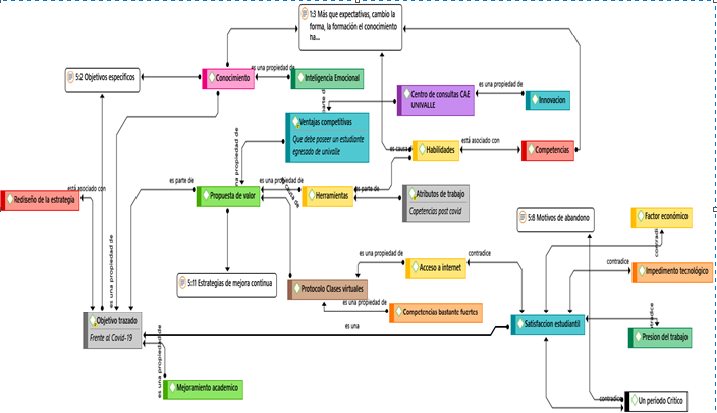 1:3 Más que expectativas, cambio la
forma, la formación el conocimiento
na...
5:2 Objetivos específicos
Conocimiento
es una propiedad de
Inteligencia Emocional
Centro de consultas CAE
UNIVALLE
es una propiedad de
Innovacion
parte de
Ventajas competitivas
Que debe poseer un estudiante
egresado de univalle
es causa
Habilidades
está asociado con
Competencias
una propiedad de
está asociado con
Rediseño de la estrategia
es parte de
Propuesta de valor
es una propiedad de
Herramientas
es parte de
Atributos de trabajo
Copetencias post covid
es causa de
5:8 Motivos de abandono
Factor económico
contradi
es una propiedad de
5:11 Estrategias de mejora continua
es una propiedad de
Acceso a internet
contradice
contradice
Impedimento tecnológico
Protocolo Clases virtuales
es una propiedad de
Competencias bastante fuertes
Objetivo trazado
Frente al Covid-19
es una
Satisfaccion estudiantil
Presion del trabajo
es una propiedad de
Mejoramiento academico
contradice
Un periodo Crítico